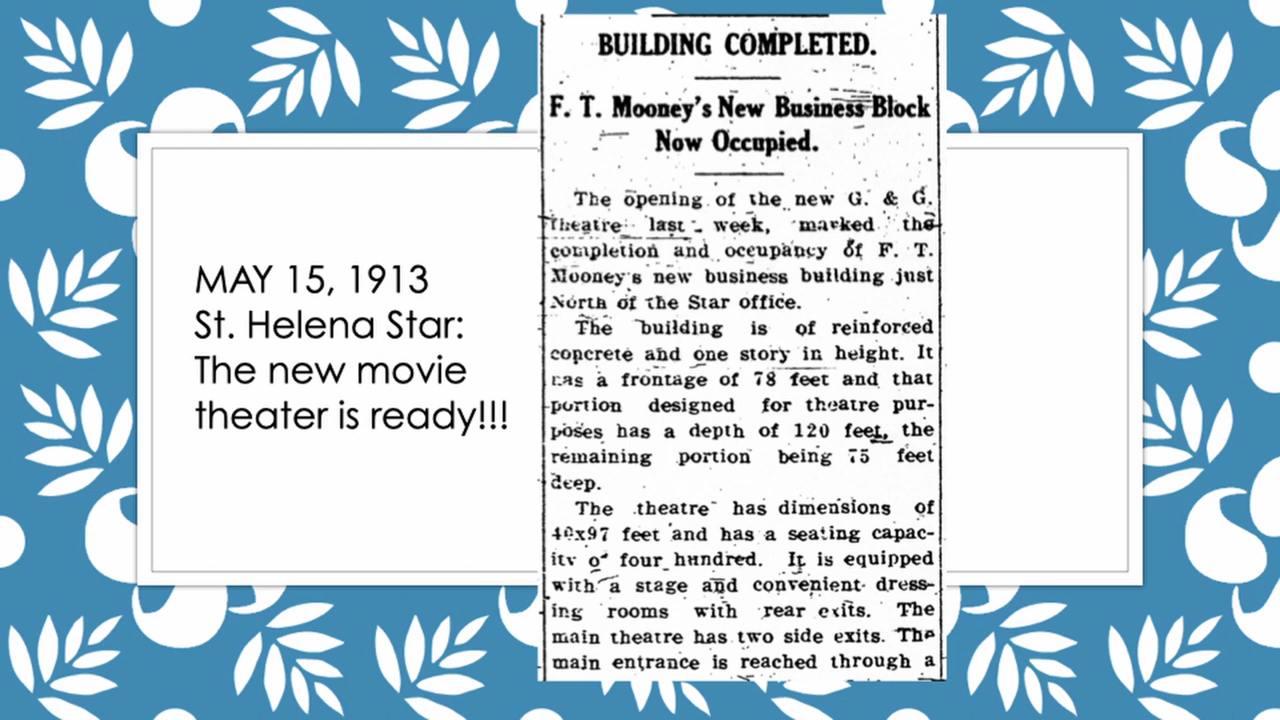 MAY 15, 1913
St. Helena Star:
The new movie
theater is ready!!!
BUILDING COMPLETED.
F. T. Mooney's New Business Block
Now Occupied.
The opening of the new G. & G.
Theatre last week, marked the
completion and occupancy of F. T.
Mooney's new business building just
North of the Star office.
The building is of reinforced
concrete and one story in height. It
has a frontage of 78 feet and that
portion designed for theatre pur-
poses has a depth of 120 feet, the
remaining portion being 75 feet
deep.
The theatre has dimensions of
40x97 feet and has a seating capac-
ity of four hundred. It is equipped
with a stage and convenient dress-
ing rooms with rear exits. The
main theatre has two side exits. The
main entrance is reached through a